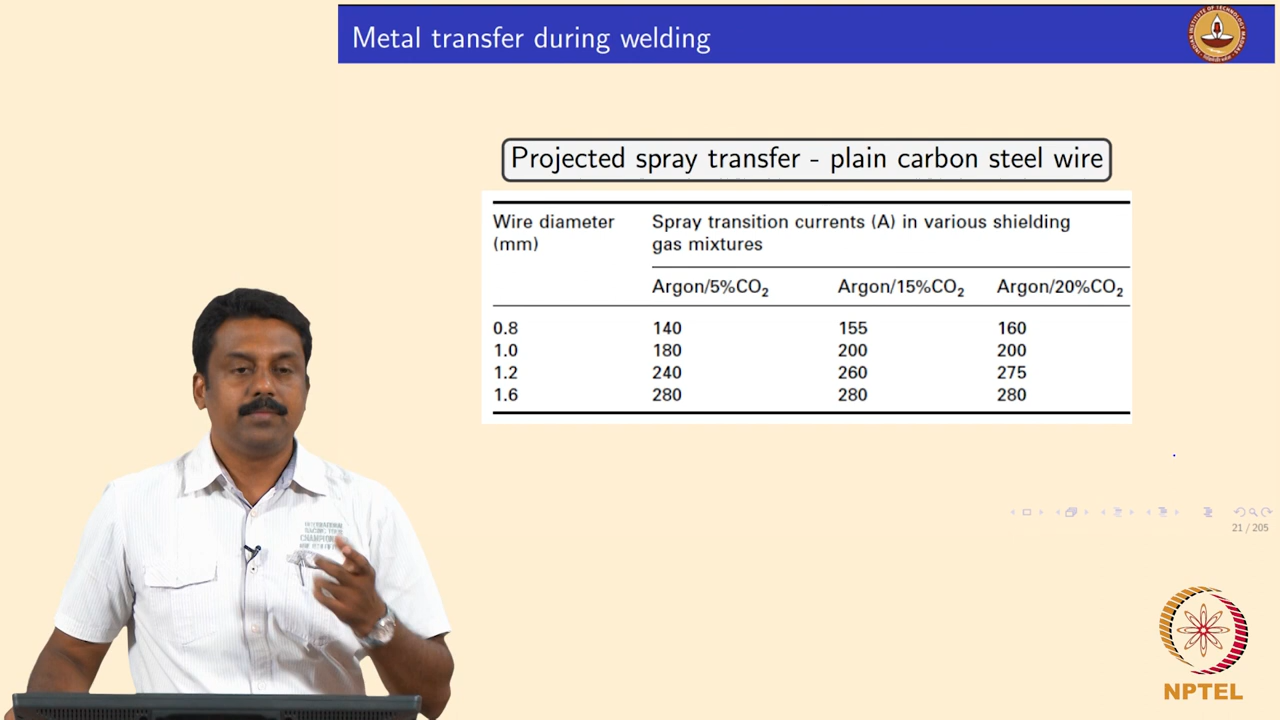 Metal transfer during welding
Projected spray transfer - plain carbon steel wire
Wire diameter
(mm)
Spray transition currents (A) in various shielding
gas mixtures
Argon/5%CO₂ Argon/15%CO₂ Argon/20%CO₂
0.8 140 155 160
1.0 180 200 200
1.2 240 260 275
1.6 280 280 280
21 / 205
CHAMPION
NPTEL